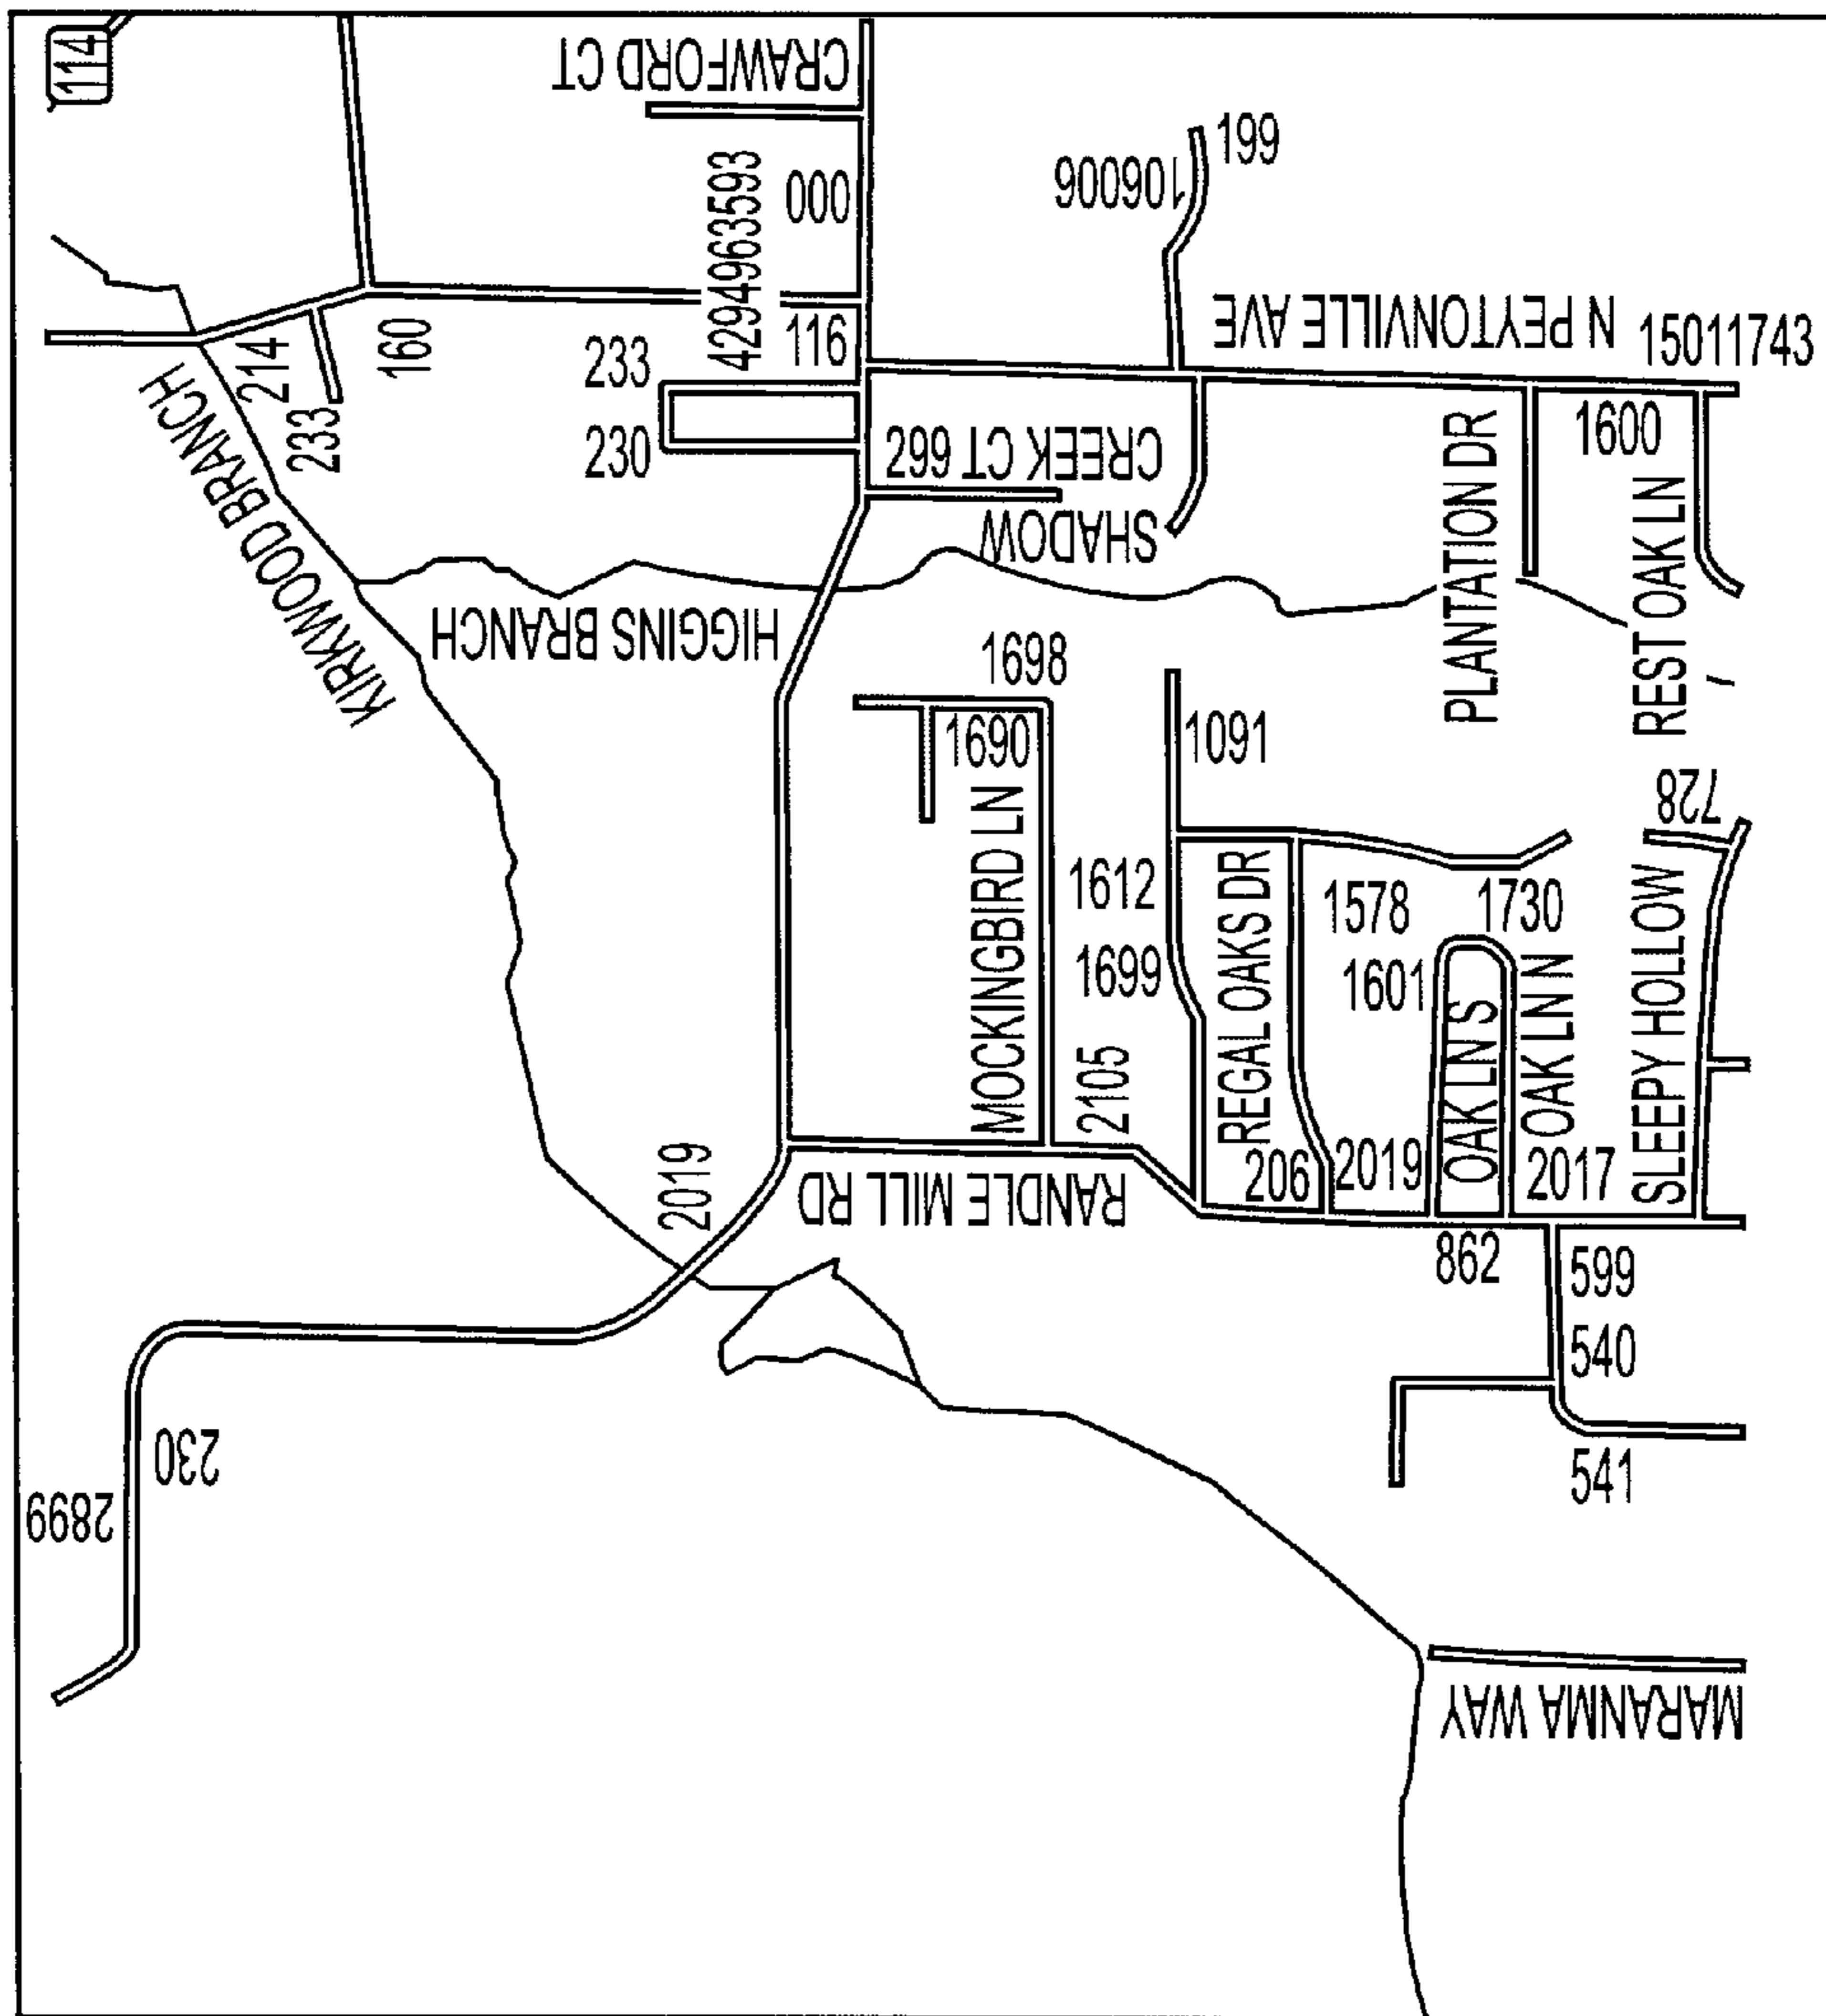 114
CRAWFORD CT
4294963593
000
116
199
106006
N PEYTONVILLE AVE
15011743
214
160
233
233
230
299
CREEK CT
SHADOW
1600
PLANTATION DR
REST OAK LN
KIRKWOOD BRANCH
HIGGINS BRANCH
1698
1690
MOCKINGBIRD LN
1091
728
1612
1699
REGAL OAKS DR
1578
1730
1601
OAK LN S
OAK LN N
SLEEPY HOLLOW
2105
2019
RANDLE MILL RD
206
2019
2017
862
599
540
541
230
2899
MARANMA WAY